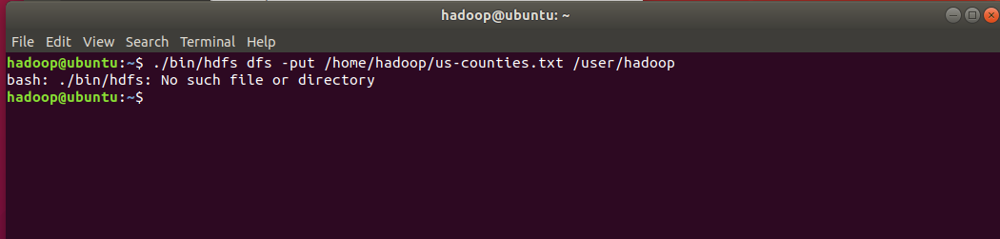 hadoop@ubuntu: ~
File Edit View Search Terminal Help
hadoop@ubuntu:~$ ./bin/hdfs dfs -put /home/hadoop/us-counties.txt /user/hadoop
bash: ./bin/hdfs: No such file or directory
hadoop@ubuntu:~$